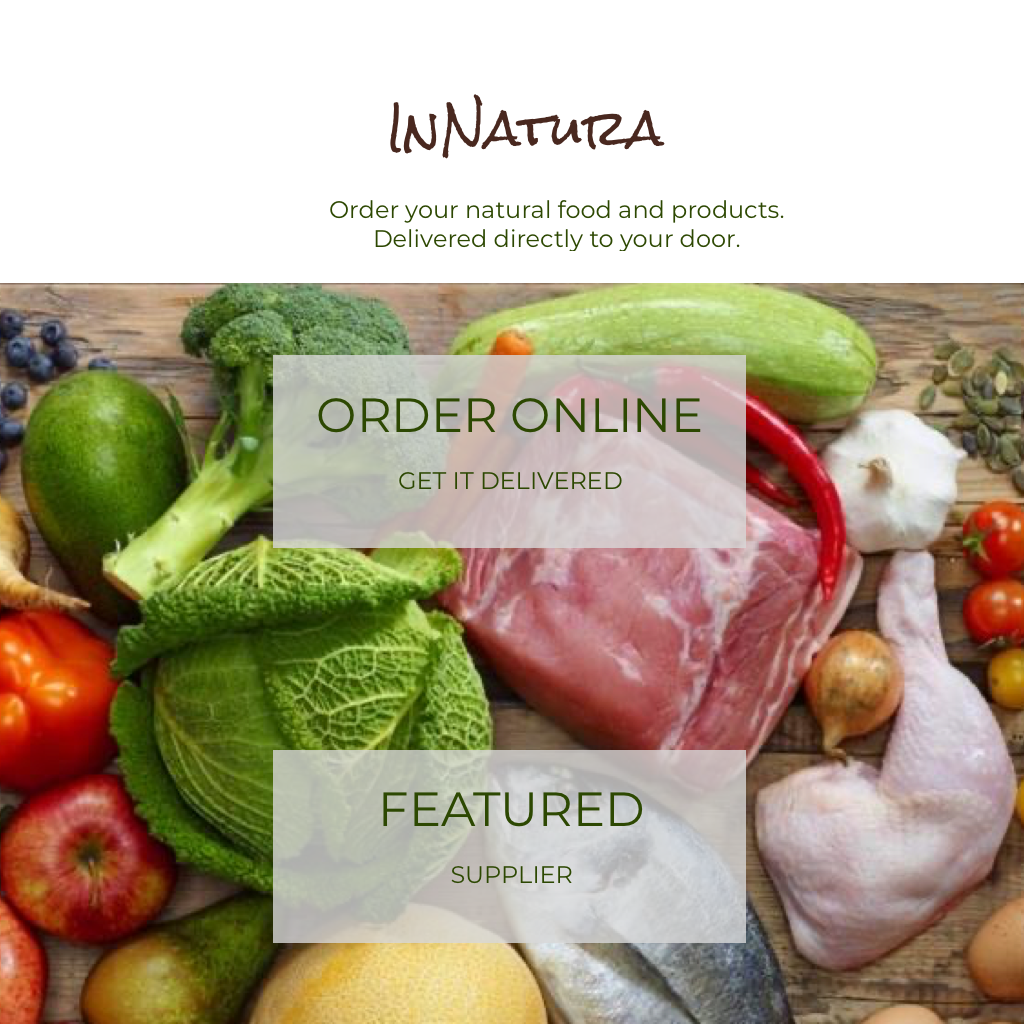 InNatura
Order your natural food and products.
Delivered directly to your door.
ORDER ONLINE
GET IT DELIVERED
FEATURED
SUPPLIER